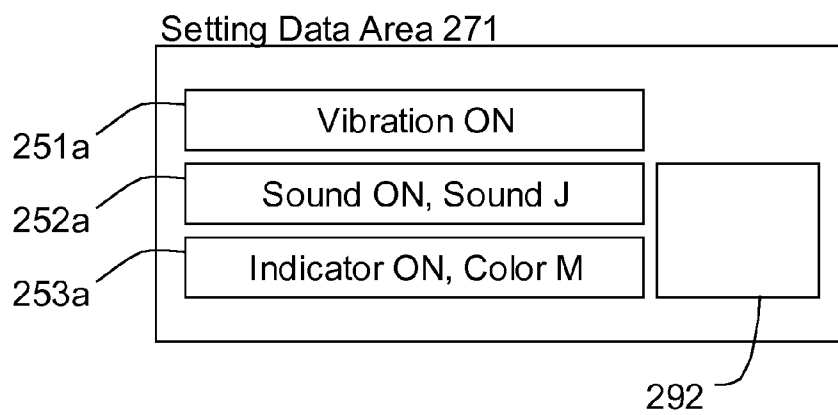 Setting Data Area 271
251a
Vibration ON
252a
Sound ON, Sound J
253a
Indicator ON, Color M
292